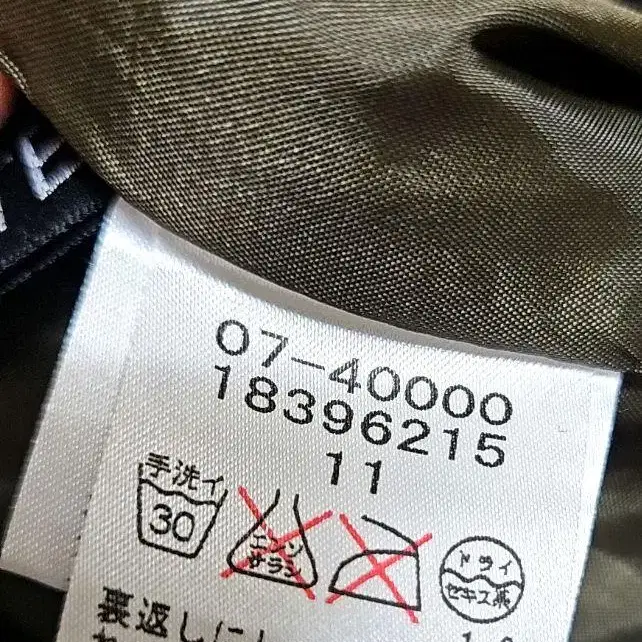 07-40000
18396215
11
手洗イ
30
エンソ
サラシ
ドライ
セキユ系
裏返しに